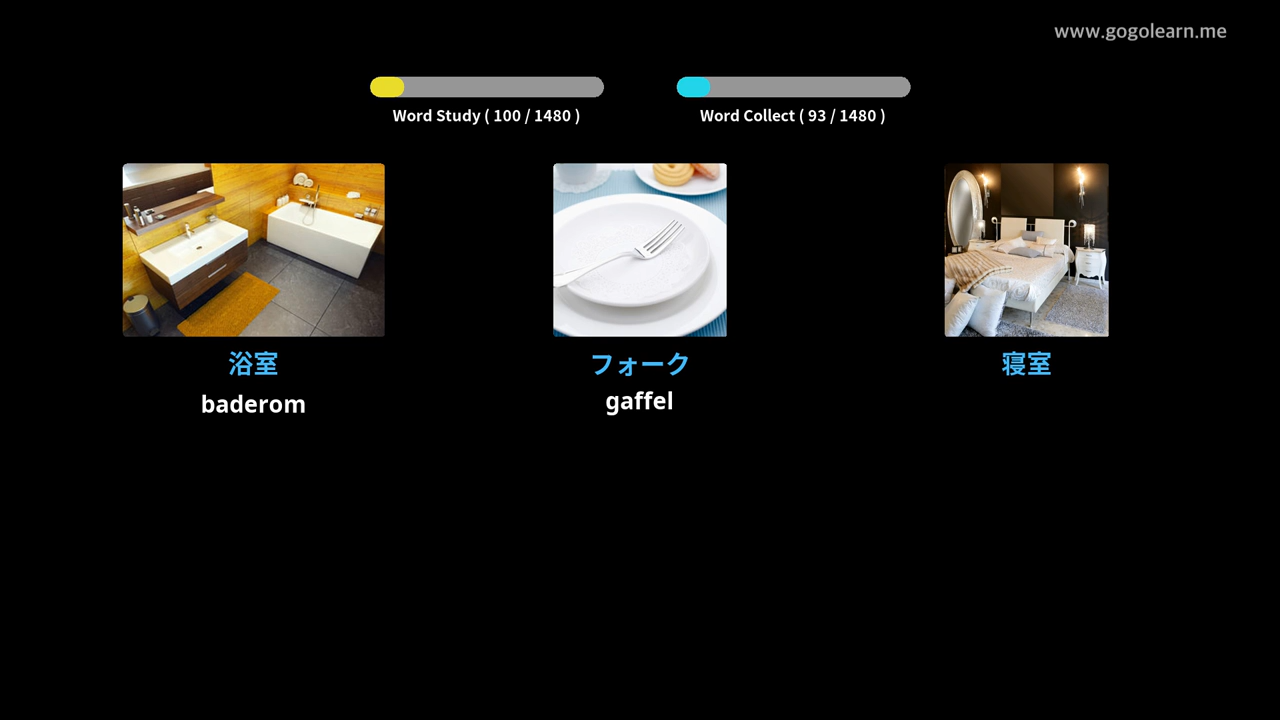 www.gogolearn.me
Word Study ( 100 / 1480 )
Word Collect ( 93 / 1480 )
浴室
フォーク
寝室
baderom
gaffel